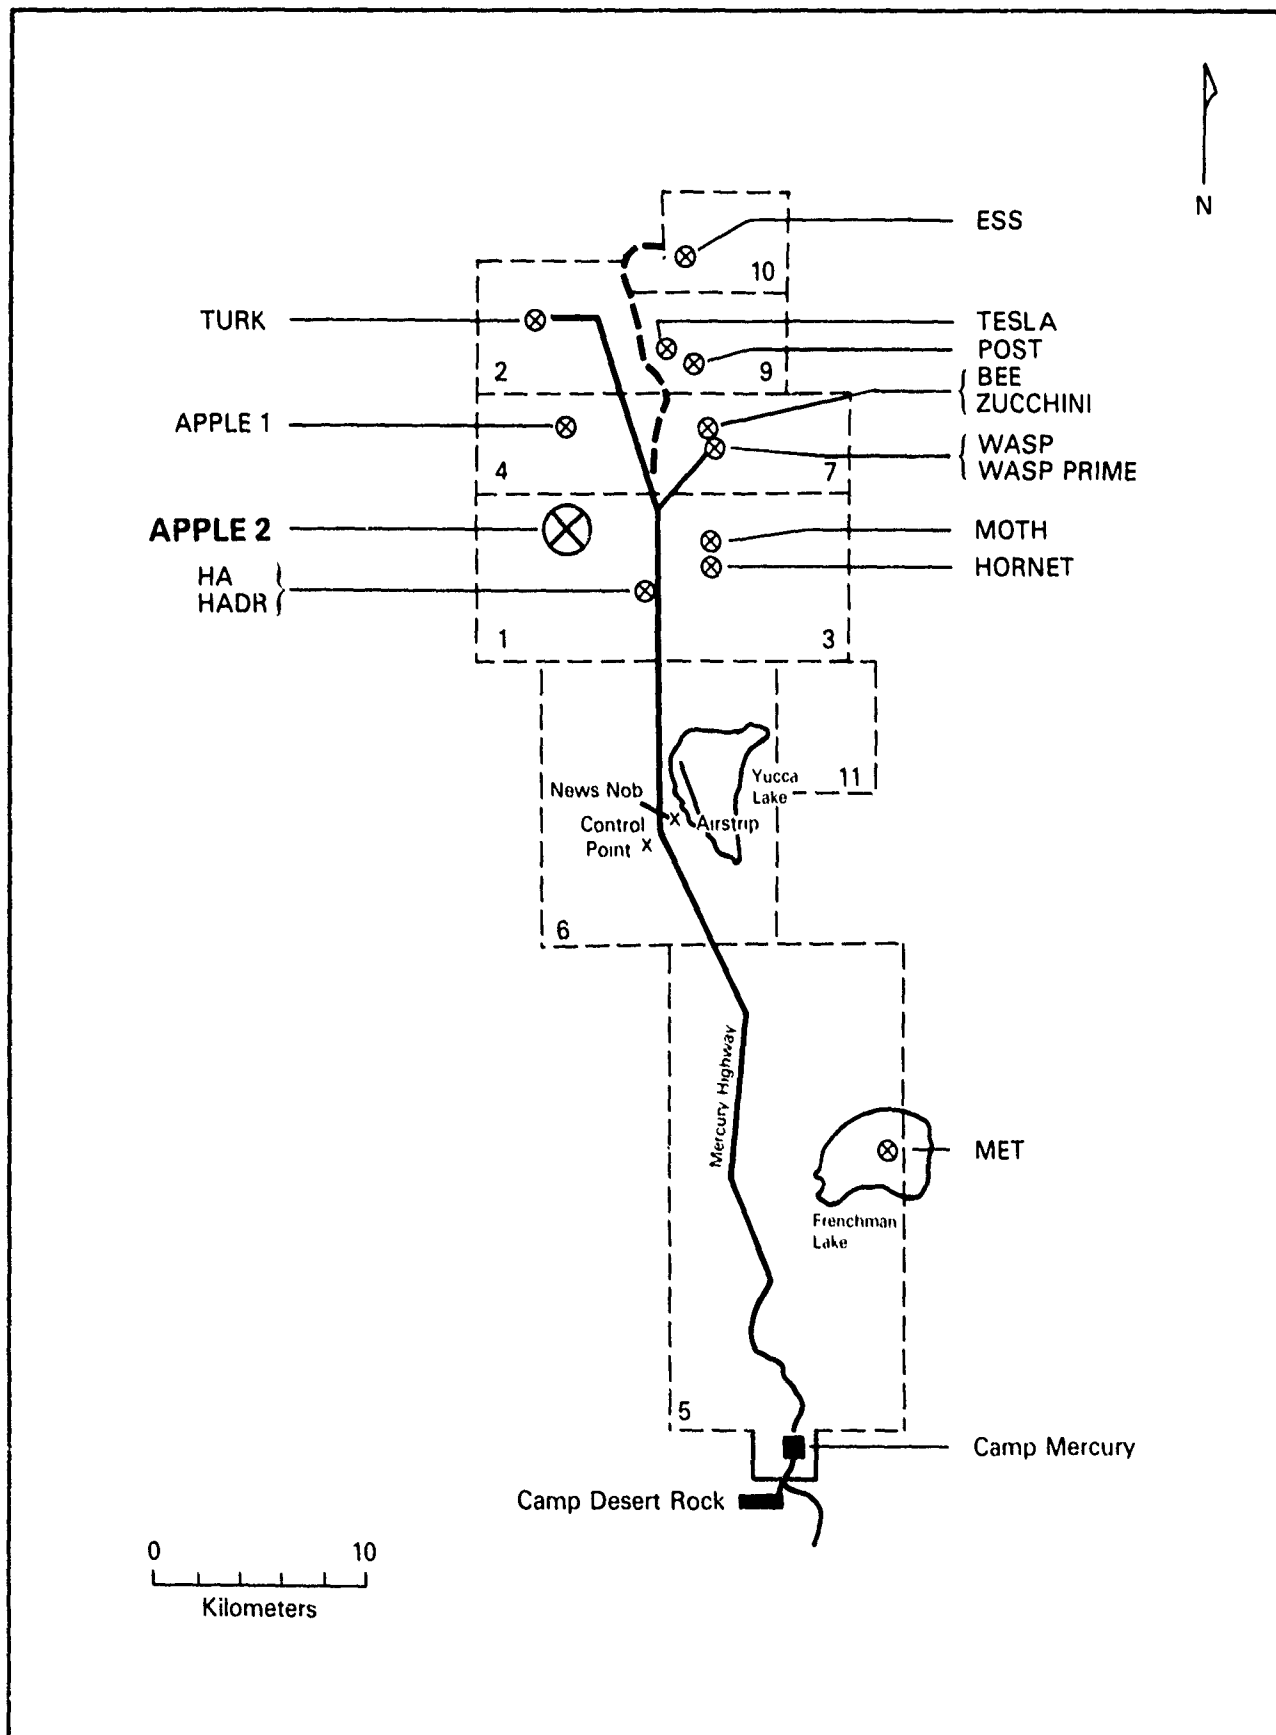 N
ESS
10
TURK
TESLA
POST
2
9
BEE
ZUCCHINI
APPLE 1
WASP
WASP PRIME
4
7
APPLE 2
MOTH
HORNET
HA
HADR
1
3
News Nob
Yucca
Lake
11
Control
Point
X
X
Airstrip
6
Mercury Highway
MET
Frenchman
Lake
5
Camp Mercury
Camp Desert Rock
0
10
Kilometers